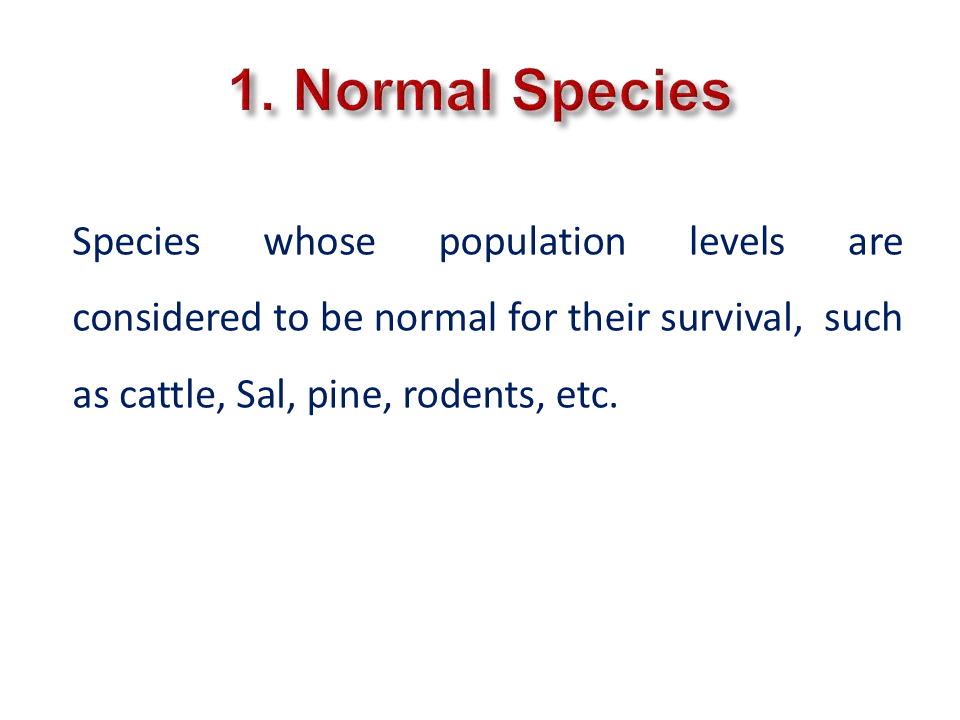 1. Normal Species
Species whose population levels are
considered to be normal for their survival, such
as cattle, Sal, pine, rodents, etc.